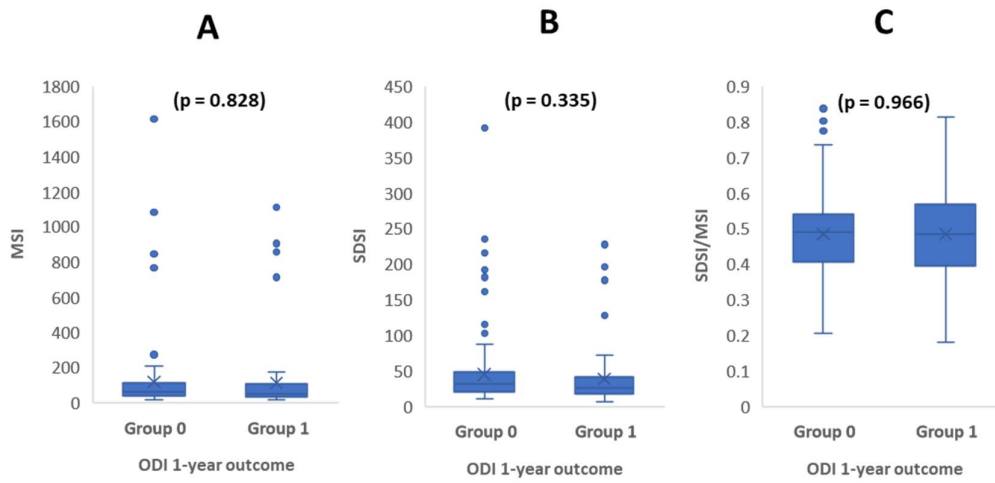 A
(p = 0.828)
MSI
1800
1600
1400
1200
1000
800
600
400
200
0
Group 0 Group 1
ODI 1-year outcome
B
(p = 0.335)
SDSI
450
400
350
300
250
200
150
100
50
0
Group 0 Group 1
ODI 1-year outcome
C
(p = 0.966)
SDSI/MSI
0.9
0.8
0.7
0.6
0.5
0.4
0.3
0.2
0.1
0
Group 0 Group 1
ODI 1-year outcome